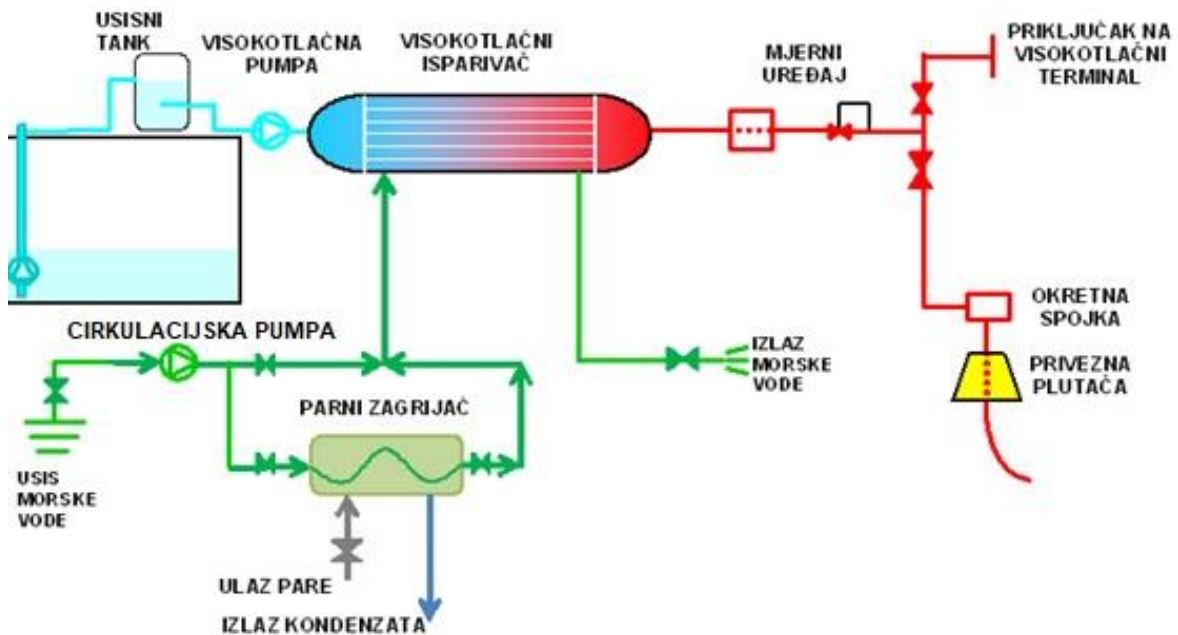 USISNI
TANK
VISOKOTLAČNA
PUMPA
VISOKOTLAČNI
ISPARIVAČ
MJERNI
UREĐAJ
PRIKLJUČAK NA
VISOKOTLAČNI
TERMINAL
CIRKULACIJSKA PUMPA
USIS
MORSKE
VODE
PARNI ZAGRIJAČ
IZLAZ
MORSKE
VODE
OKRETNA
SPOJKA
PRIVEZNA
PLUTAČA
ULAZ PARE
IZLAZ KONDENZATA